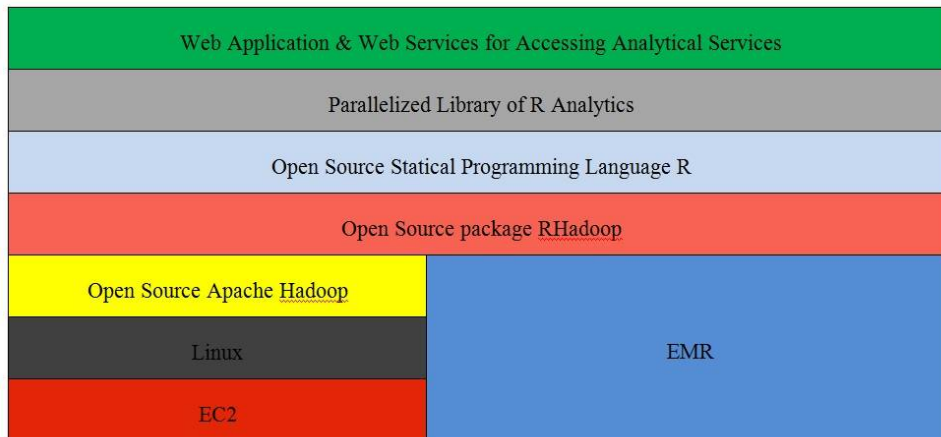 Web Application & Web Services for Accessing Analytical Services
Parallelized Library of R Analytics
Open Source Statical Programming Language R
Open Source package RHadoop
Open Source Apache Hadoop
Linux
EMR
EC2